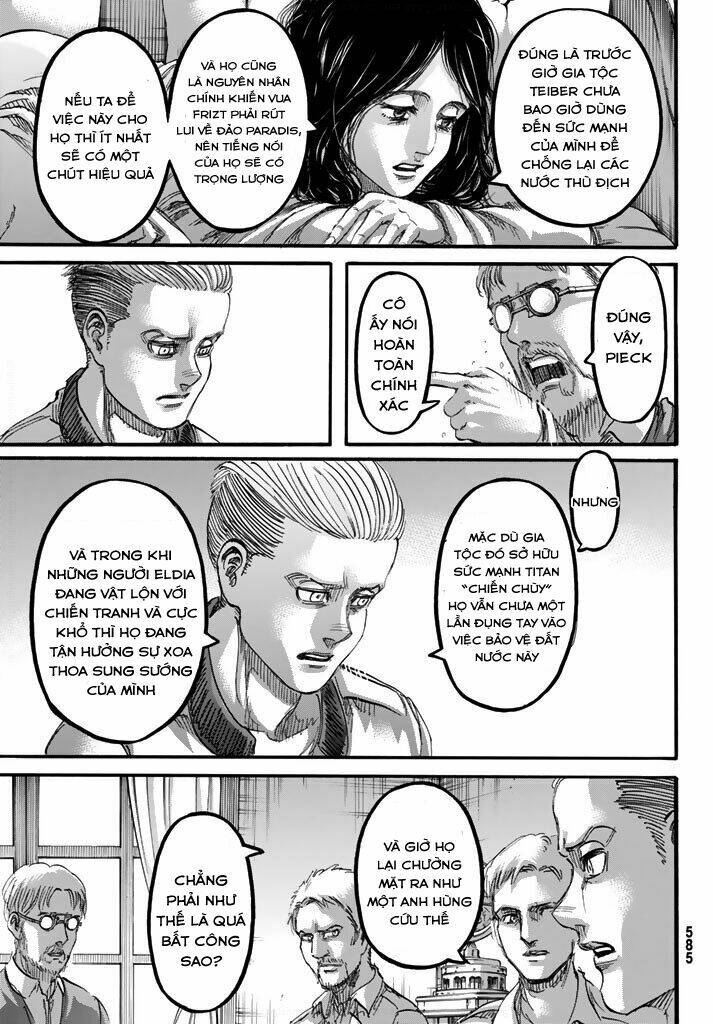 ĐÚNG LÀ TRƯỚC
GIỜ GIA TỘC
TEIBER CHƯA
BAO GIỜ DÙNG
ĐẾN SỨC MẠNH
CỦA MÌNH ĐỂ
CHỐNG LẠI CÁC
NƯỚC THÙ ĐỊCH
VÀ HỌ CŨNG
LÀ NGUYÊN NHÂN
CHÍNH KHIẾN VUA
FRIZT PHẢI RÚT
LUI VỀ ĐẢO PARADIS,
NÊN TIẾNG NÓI
CỦA HỌ SẼ CÓ
TRỌNG LƯỢNG
NẾU TA ĐỂ
VIỆC NÀY CHO
HỌ THÌ ÍT NHẤT
SẼ CÓ MỘT
CHÚT HIỆU QUẢ
ĐÚNG
VẬY,
PIECK
CÔ
ẤY NÓI
HOÀN
TOÀN
CHÍNH
XÁC
NHƯNG
MẶC DÙ GIA
TỘC ĐÓ SỞ HỮU
SỨC MẠNH TITAN
“CHIẾN CHÙY”
HỌ VẪN CHƯA MỘT
LẦN ĐỤNG TAY VÀO
VIỆC BẢO VỆ ĐẤT
NƯỚC NÀY
VÀ TRONG KHI
NHỮNG NGƯỜI ELDIA
ĐANG VẬT LỘN VỚI
CHIẾN TRANH VÀ CỰC
KHỔ THÌ HỌ ĐANG
TẬN HƯỞNG SỰ XOA
THOA SUNG SƯỚNG
CỦA MÌNH
VÀ GIỜ HỌ
LẠI CHƯỜNG
MẶT RA NHƯ
MỘT ANH HÙNG
CỨU THẾ
CHẲNG
PHẢI NHƯ
THẾ LÀ QUÁ
BẤT CÔNG
SAO?
585